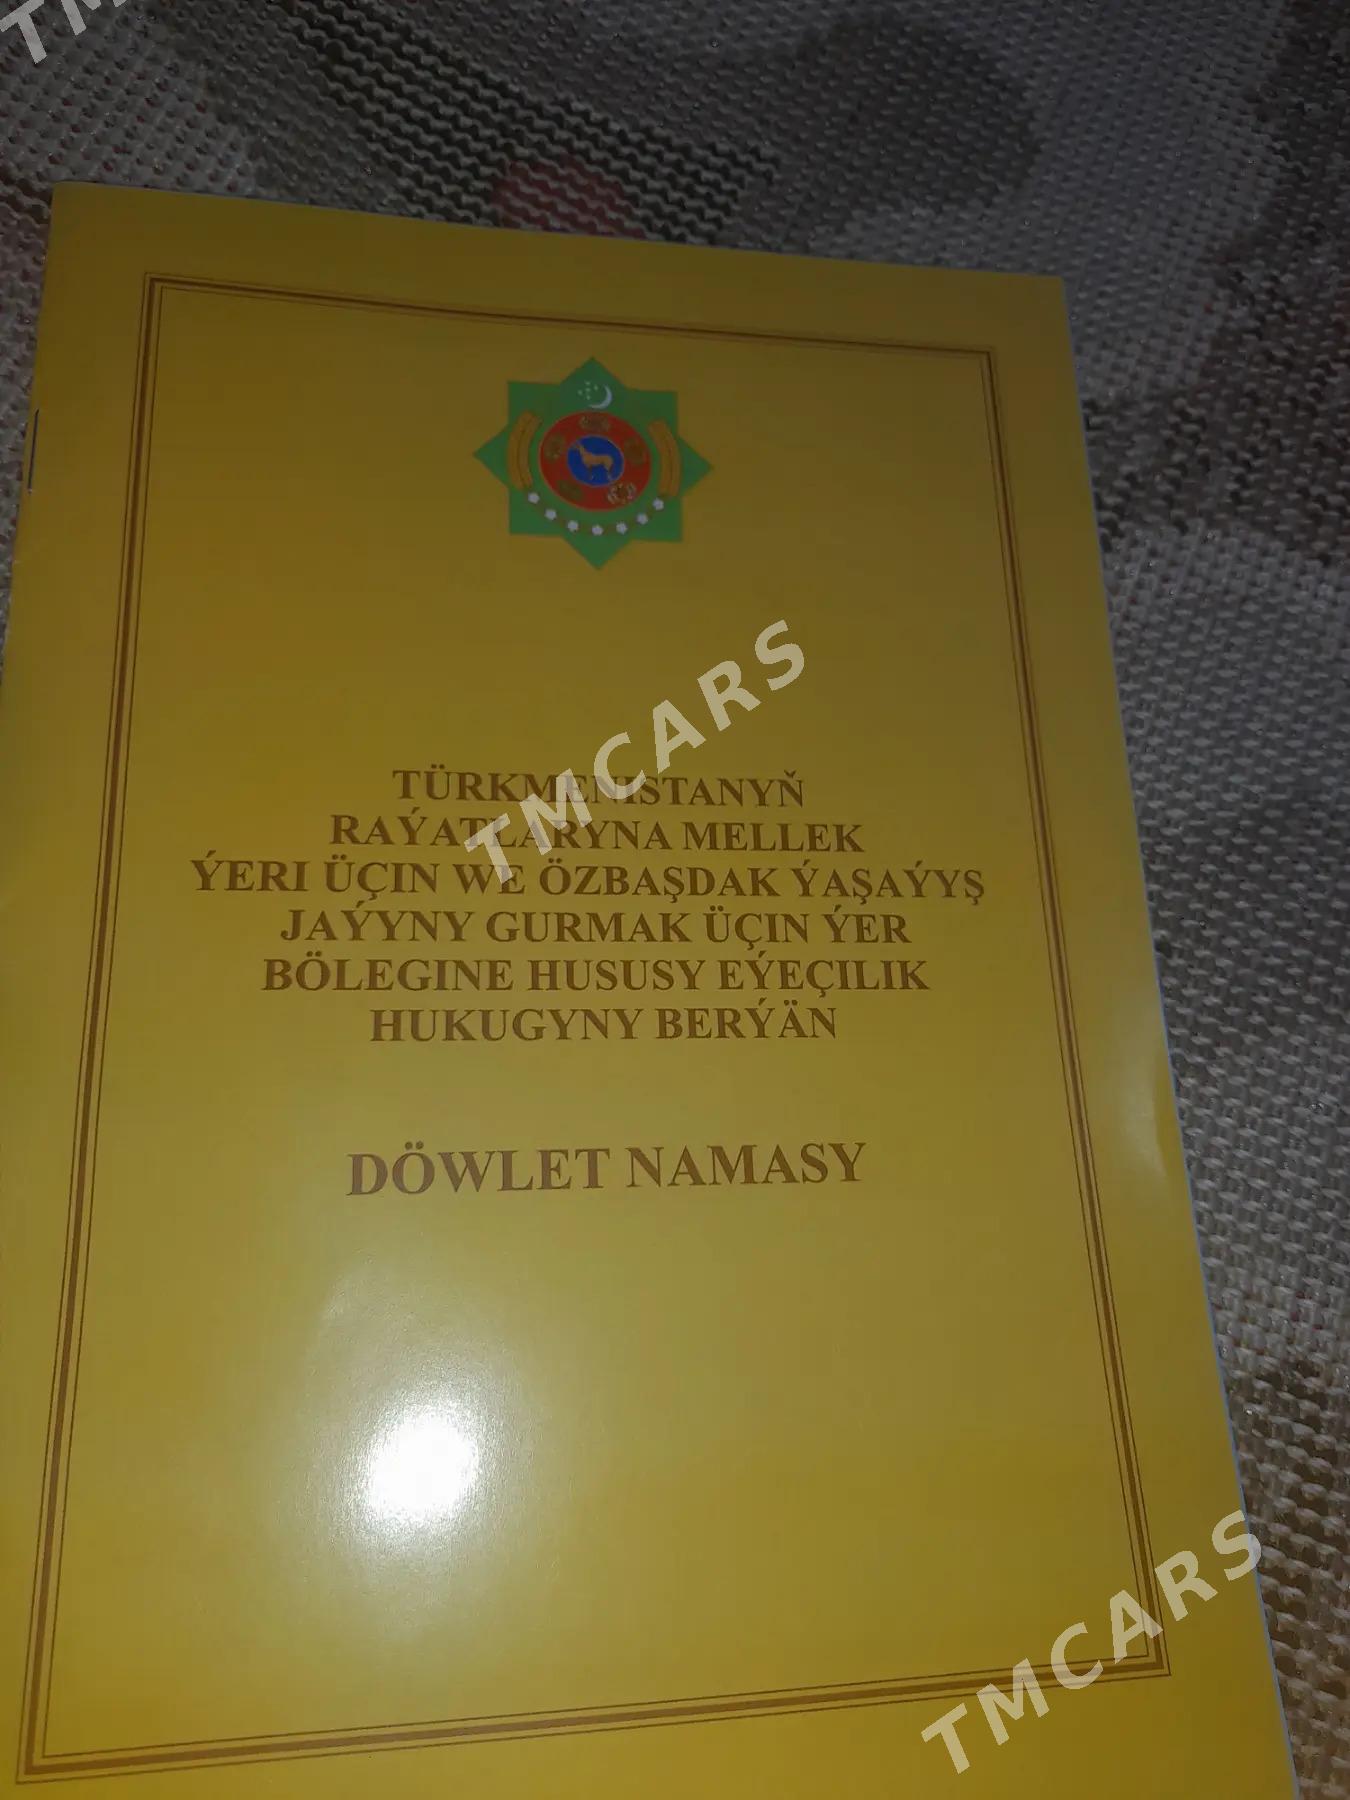 TM
TÜRKMENISTANYŇ
RAÝATLARYNA MELLEK
ÝERI ÜÇIN WE ÖZBAŞDAK ÝAŞAÝYŞ
JAÝYNY GURMAK ÜÇIN ÝER
BÖLEGINE HUSUSY EÝEÇILIK
HUKUGYNY BERÝÄN
DÖWLET NAMASY
TMCARS
TMCARS